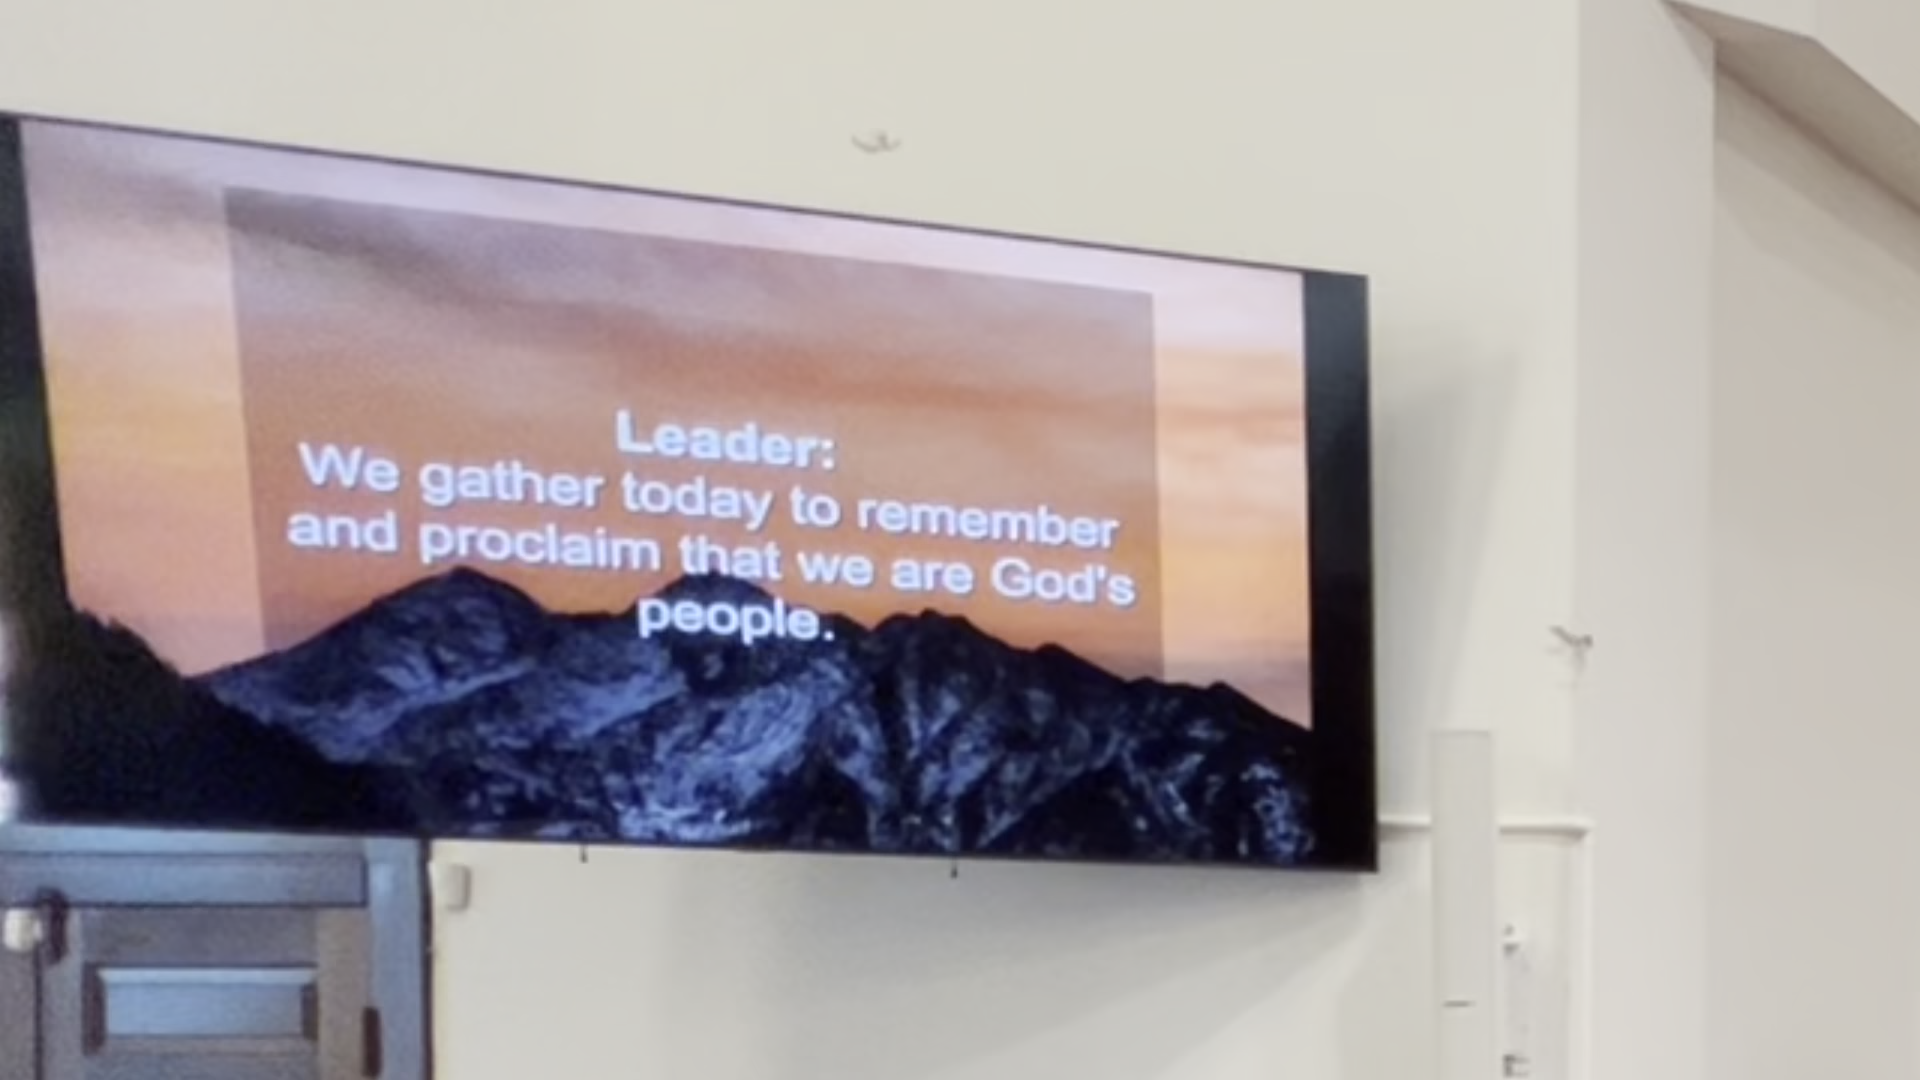 Leader:
We gather today to remember
and proclaim that we are God's
people.